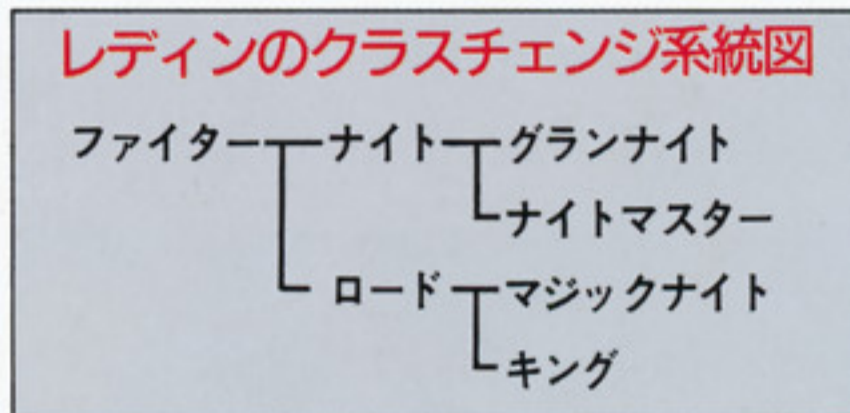 レディンのクラスチェンジ系統図
ファイター ナイト グランナイト
ナイトマスター
ロード マジックナイト
キング